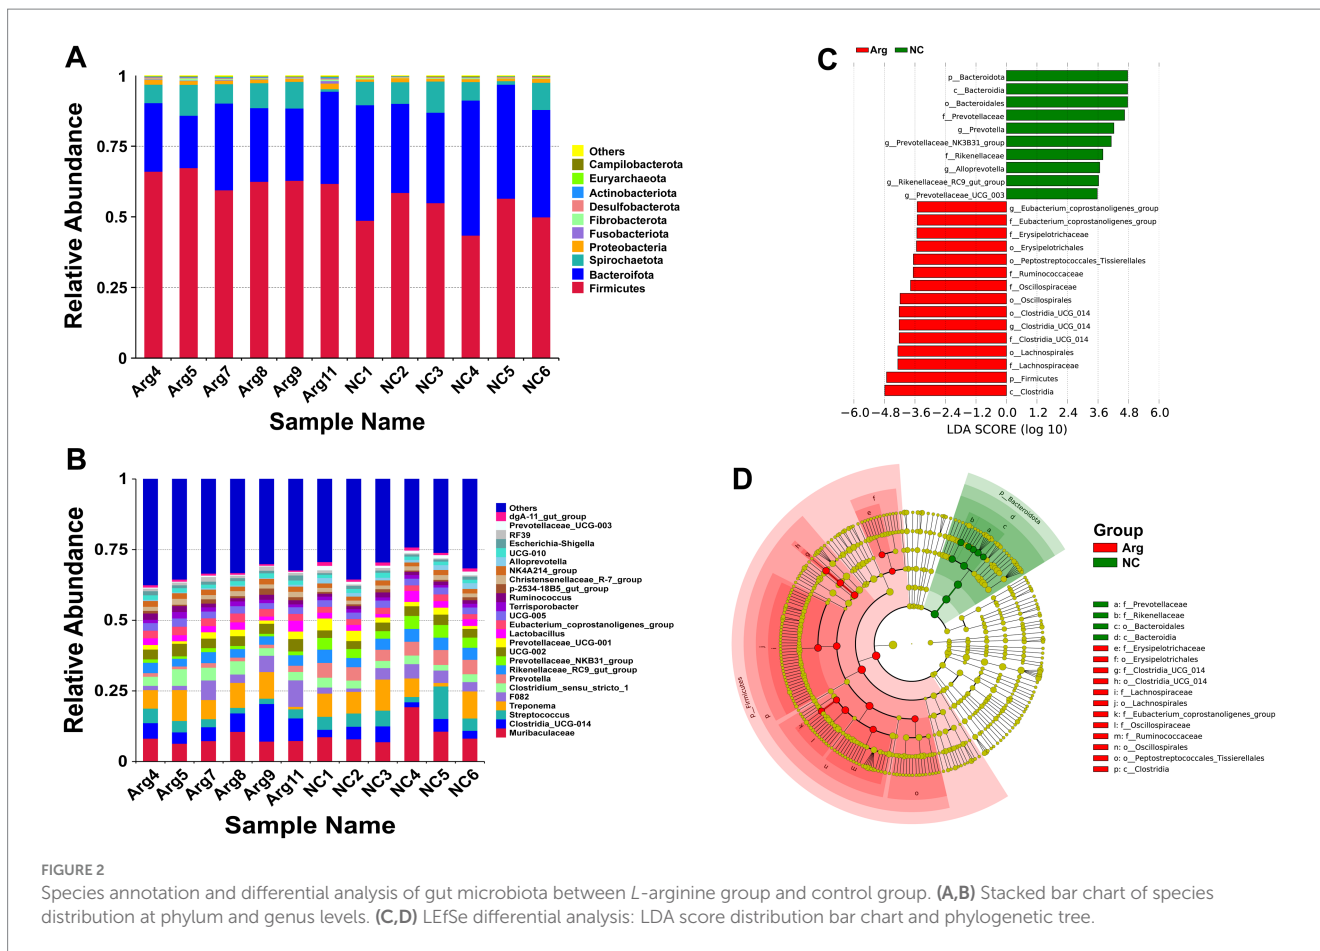 A
Relative Abundance
1
0.75
0.5
0.25
0
Arg4
Arg5
Arg7
Arg8
Arg9
Arg11
NC1
NC2
NC3
NC4
NC5
NC6
Sample Name
Others
Campilobacterota
Euryarchaeota
Actinobacteriota
Desulfobacterota
Fibrobacterota
Fusobacteriota
Proteobacteria
Spirochaetota
Bacteroifota
Firmicutes
B
Relative Abundance
1
0.75
0.5
0.25
0
Arg4
Arg5
Arg7
Arg8
Arg9
Arg11
NC1
NC2
NC3
NC4
NC5
NC6
Sample Name
Others
dgA-11_gut_group
Prevotellaceae_UCG-003
RF39
Escherichia-Shigella
UCG-010
Alloprevotella
NK4A214_group
Christensenellaceae_R-7_group
p-2534-18B5_gut_group
Ruminococcus
Terrisporobacter
UCG-005
Eubacterium_coprostanoligenes_group
Lactobacillus
Prevotellaceae_UCG-001
UCG-002
Prevotellaceae_NKB31_group
Rikenellaceae_RC9_gut_group
Prevotella
Clostridium_sensu_stricto_1
F082
Treponema
Streptococcus
Clostridia_UCG-014
Muribaculaceae
C
Arg NC
p__Bacteroidota
c__Bacteroidia
o__Bacteroidales
f__Prevotellaceae
g__Prevotella
g__Prevotellaceae_NK3B31_group
f__Rikenellaceae
g__Alloprevotella
g__Rikenellaceae_RC9_gut_group
g__Prevotellaceae_UCG_003
g__Eubacterium_coprostanoligenes_group
f__Eubacterium_coprostanoligenes_group
f__Erysipelotrichaceae
o__Erysipelotrichales
o__Peptostreptococcales_Tissierellales
f__Ruminococcaceae
f__Oscillospiraceae
o__Oscillospirales
o__Clostridia_UCG_014
g__Clostridia_UCG_014
f__Clostridia_UCG_014
o__Lachnospirales
f__Lachnospiraceae
p__Firmicutes
c__Clostridia
−6.0 −4.8 −3.6 −2.4 −1.2 0.0 1.2 2.4 3.6 4.8 6.0
LDA SCORE (log 10)
D
p__Bacteroidota
p__Firmicutes
a
b
c
d
e
f
i
j
m
n
o
p
Group
Arg
NC
a: f__Prevotellaceae
b: f__Rikenellaceae
c: o__Bacteroidales
d: c__Bacteroidia
e: f__Erysipelotrichaceae
f: o__Erysipelotrichales
g: f__Clostridia_UCG_014
h: o__Clostridia_UCG_014
i: f__Lachnospiraceae
j: o__Lachnospirales
k: f__Eubacterium_coprostanoligenes_group
l: f__Oscillospiraceae
m: f__Ruminococcaceae
n: o__Oscillospirales
o: o__Peptostreptococcales_Tissierellales
p: c__Clostridia
FIGURE 2
Species annotation and differential analysis of gut microbiota between L-arginine group and control group. (A,B) Stacked bar chart of species
distribution at phylum and genus levels. (C,D) LEfSe differential analysis: LDA score distribution bar chart and phylogenetic tree.